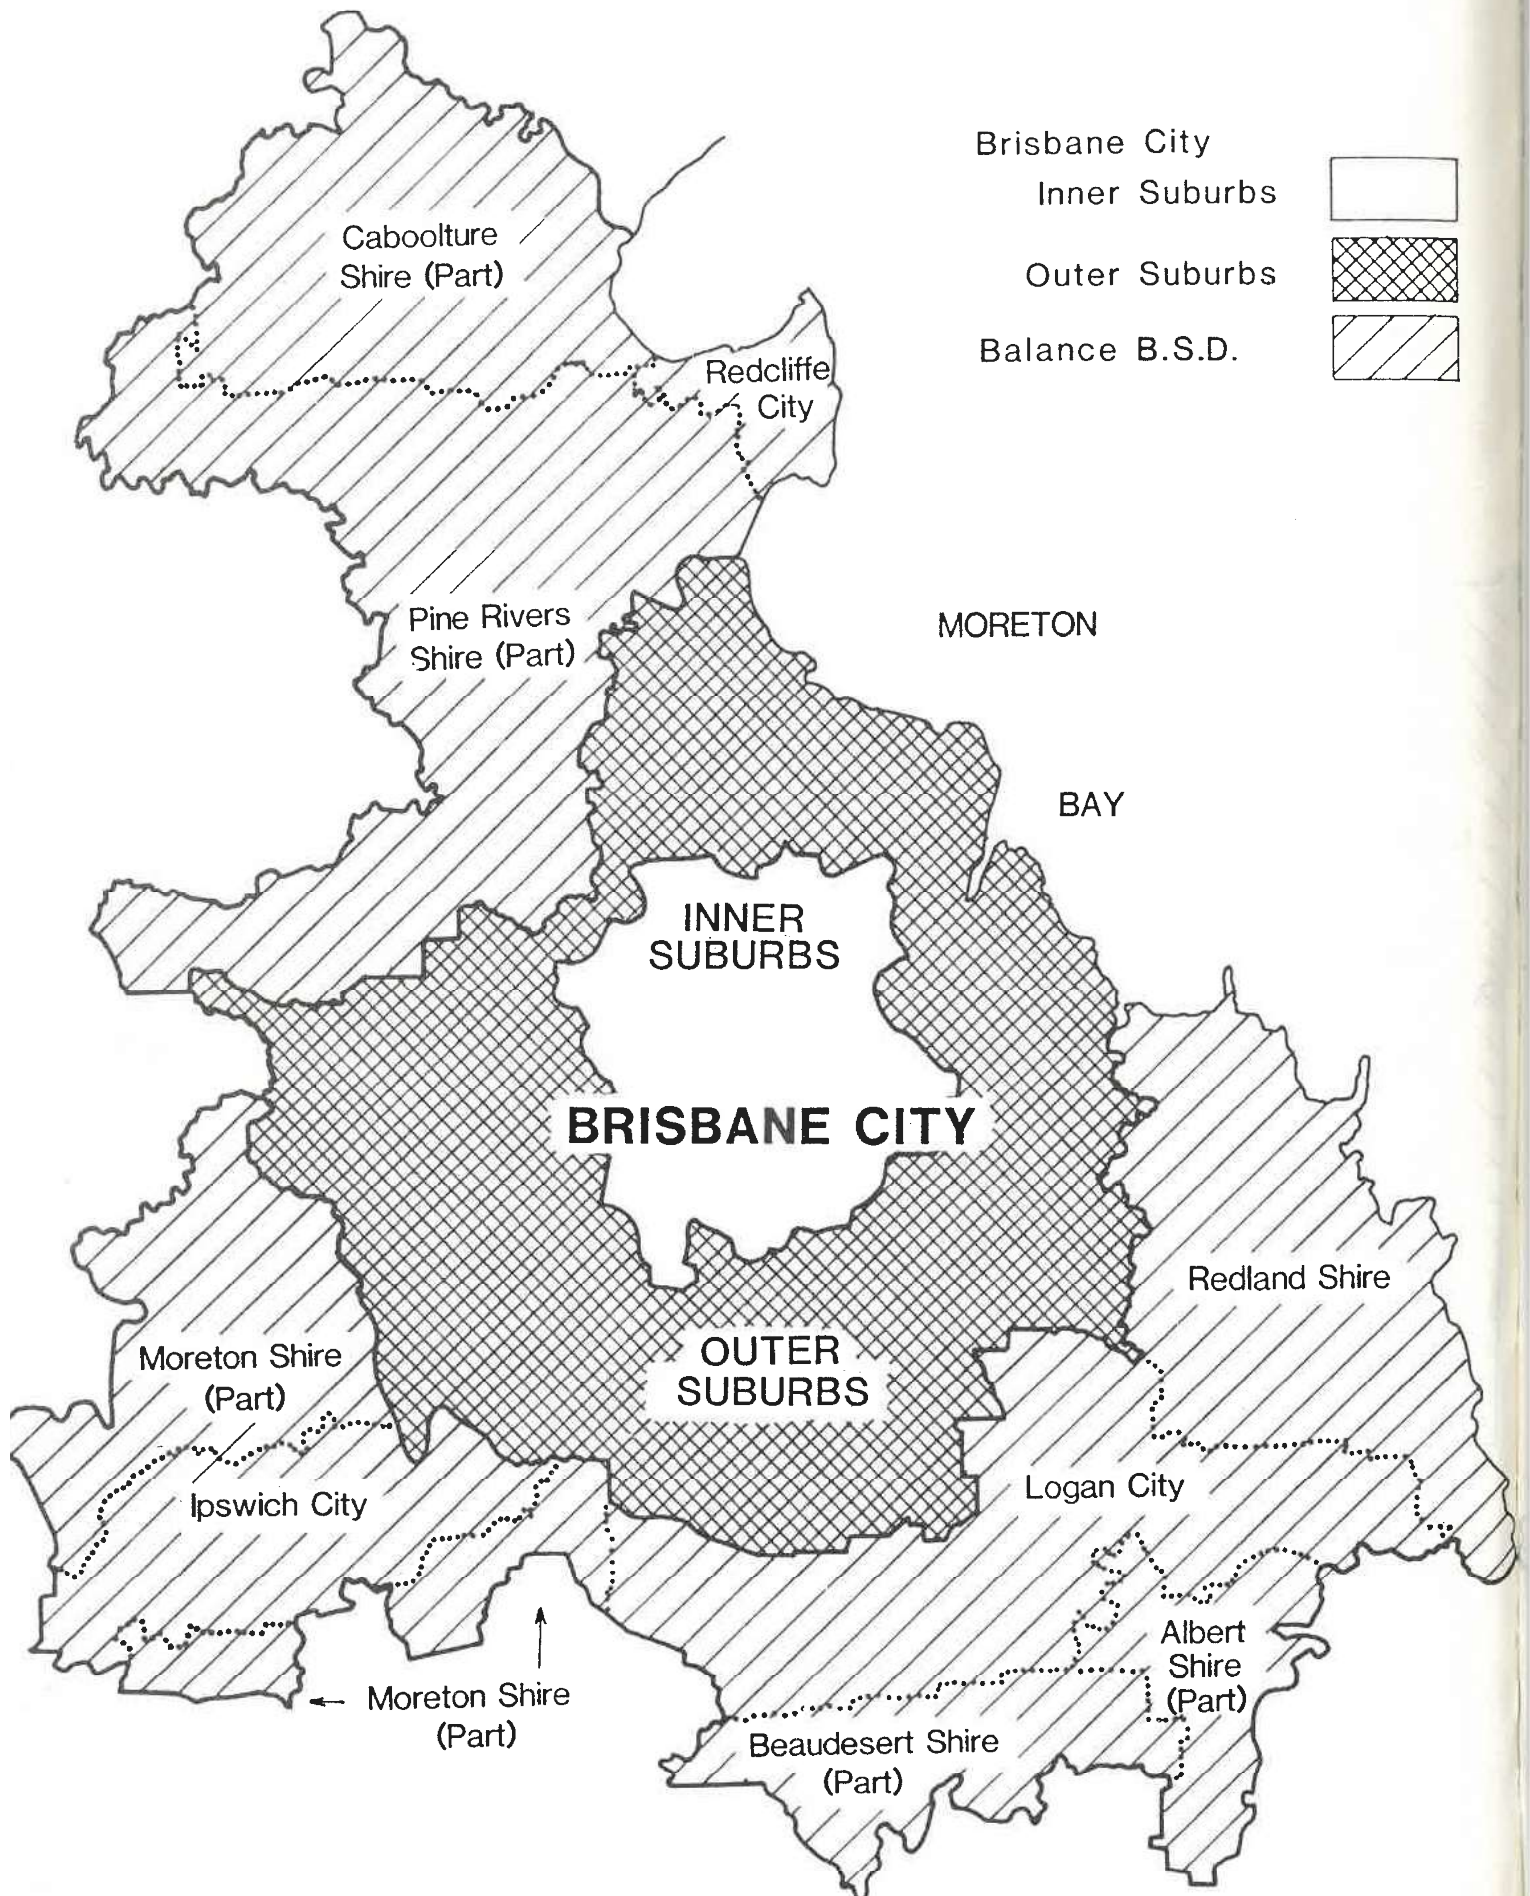 Brisbane City
Inner Suburbs
Outer Suburbs
Balance B.S.D.
Caboolture
Shire (Part)
Redcliffe
City
Pine Rivers
Shire (Part)
MORETON
BAY
INNER
SUBURBS
BRISBANE CITY
Redland Shire
OUTER
SUBURBS
Moreton Shire
(Part)
Logan City
Ipswich City
Albert
Shire
(Part)
Moreton Shire
(Part)
Beaudesert Shire
(Part)